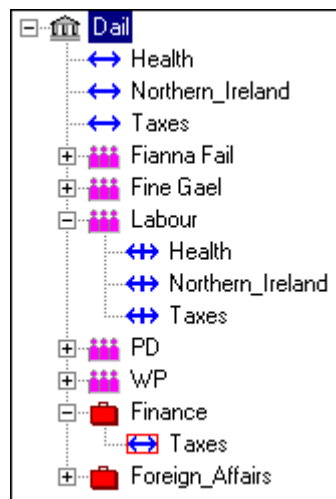 Dail
Health
Northern_Ireland
Taxes
Fianna Fail
Fine Gael
Labour
Health
Northern_Ireland
Taxes
PD
WP
Finance
Taxes
Foreign_Affairs